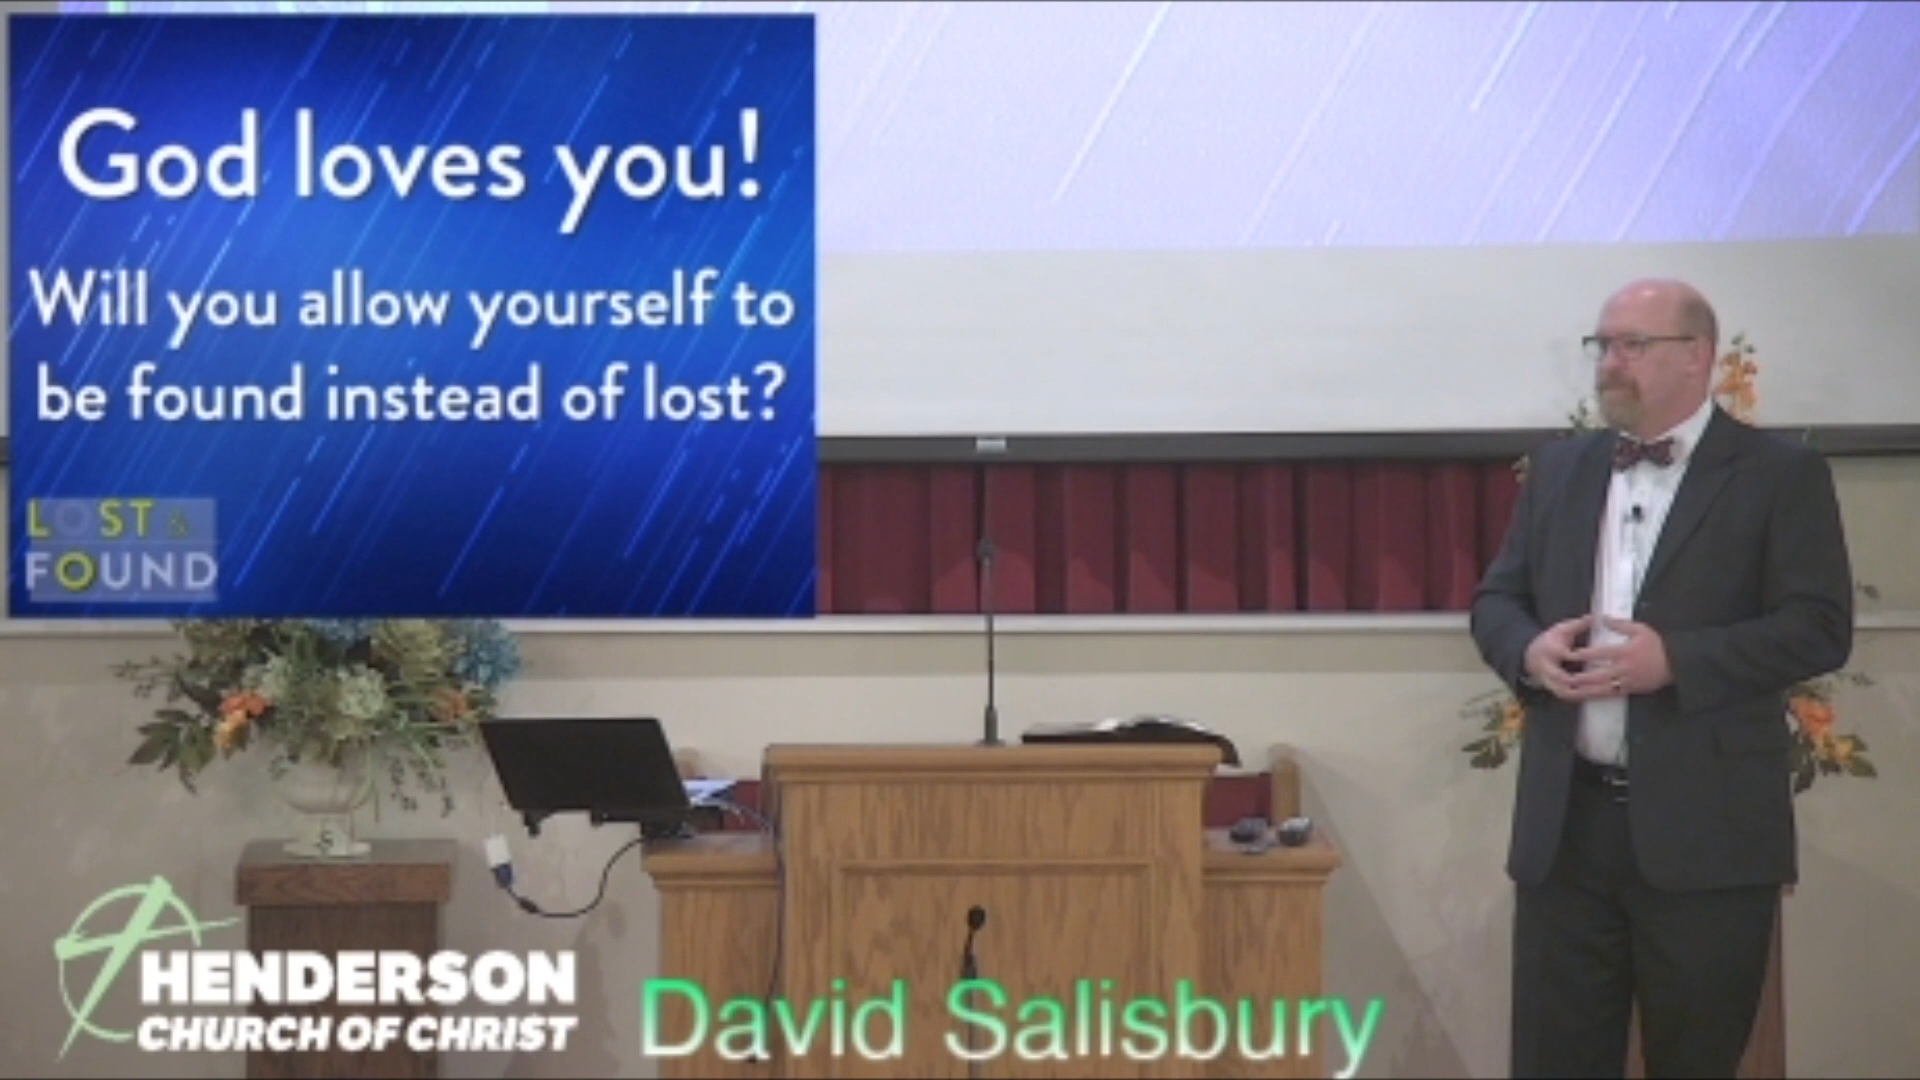 God loves you!
Will you allow yourself to
be found instead of lost?
LOST &
FOUND
S
HENDERSON
CHURCH OF CHRIST
David Salisbury